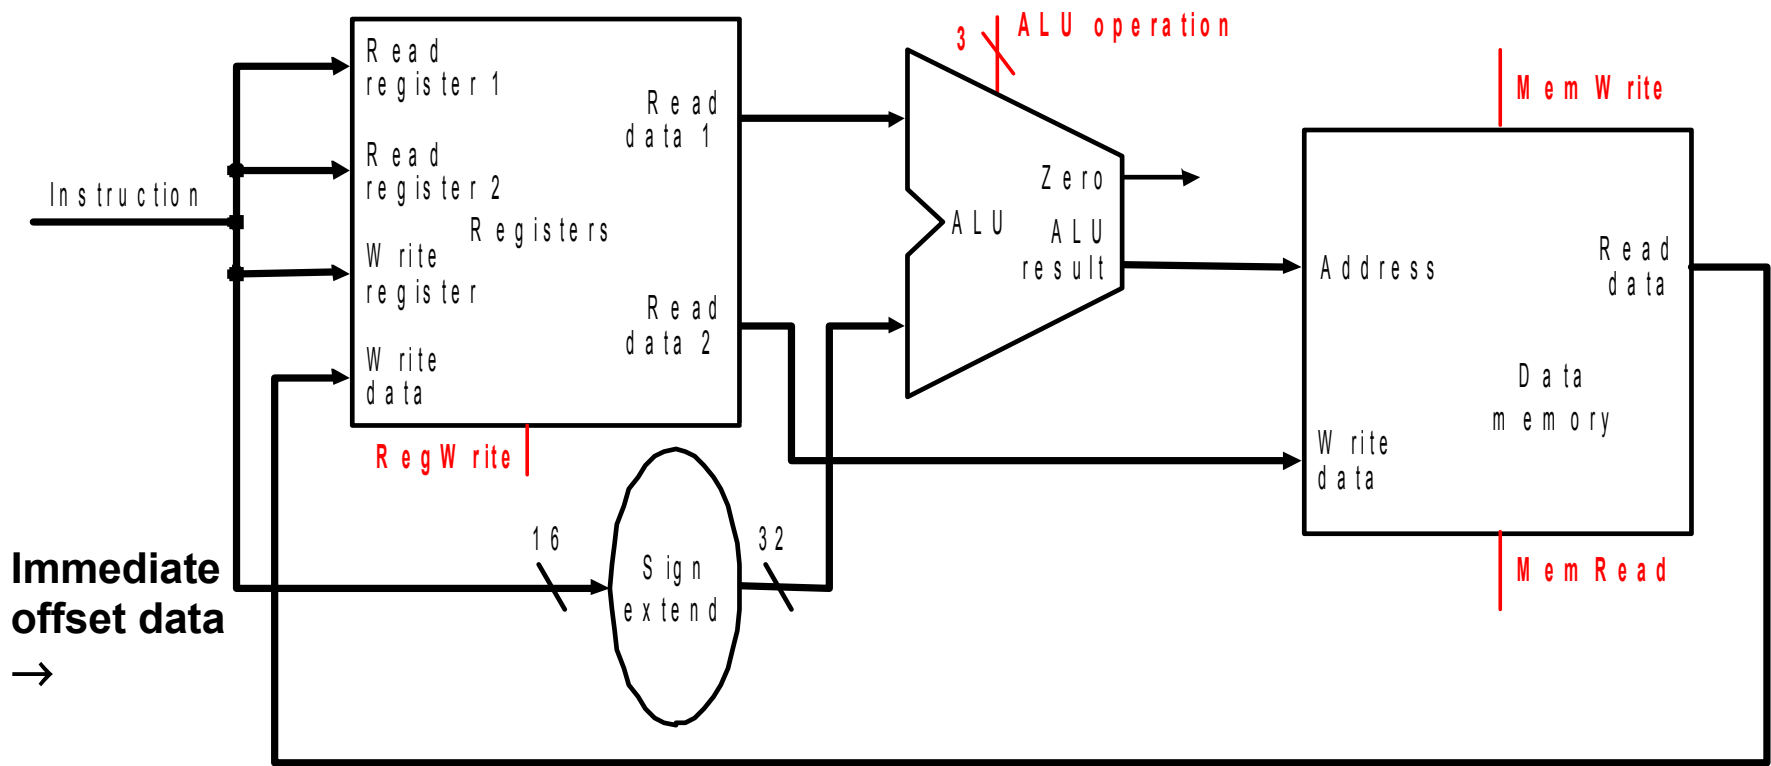 3
ALU operation
Read
register 1
Read
data 1
MemWrite
Read
register 2
Instruction
Registers
Zero
ALU
ALU
result
Write
register
Address
Read
data
Read
data 2
Write
data
Data
memory
RegWrite
Write
data
16
32
Sign
extend
MemRead
Immediate
offset data
→